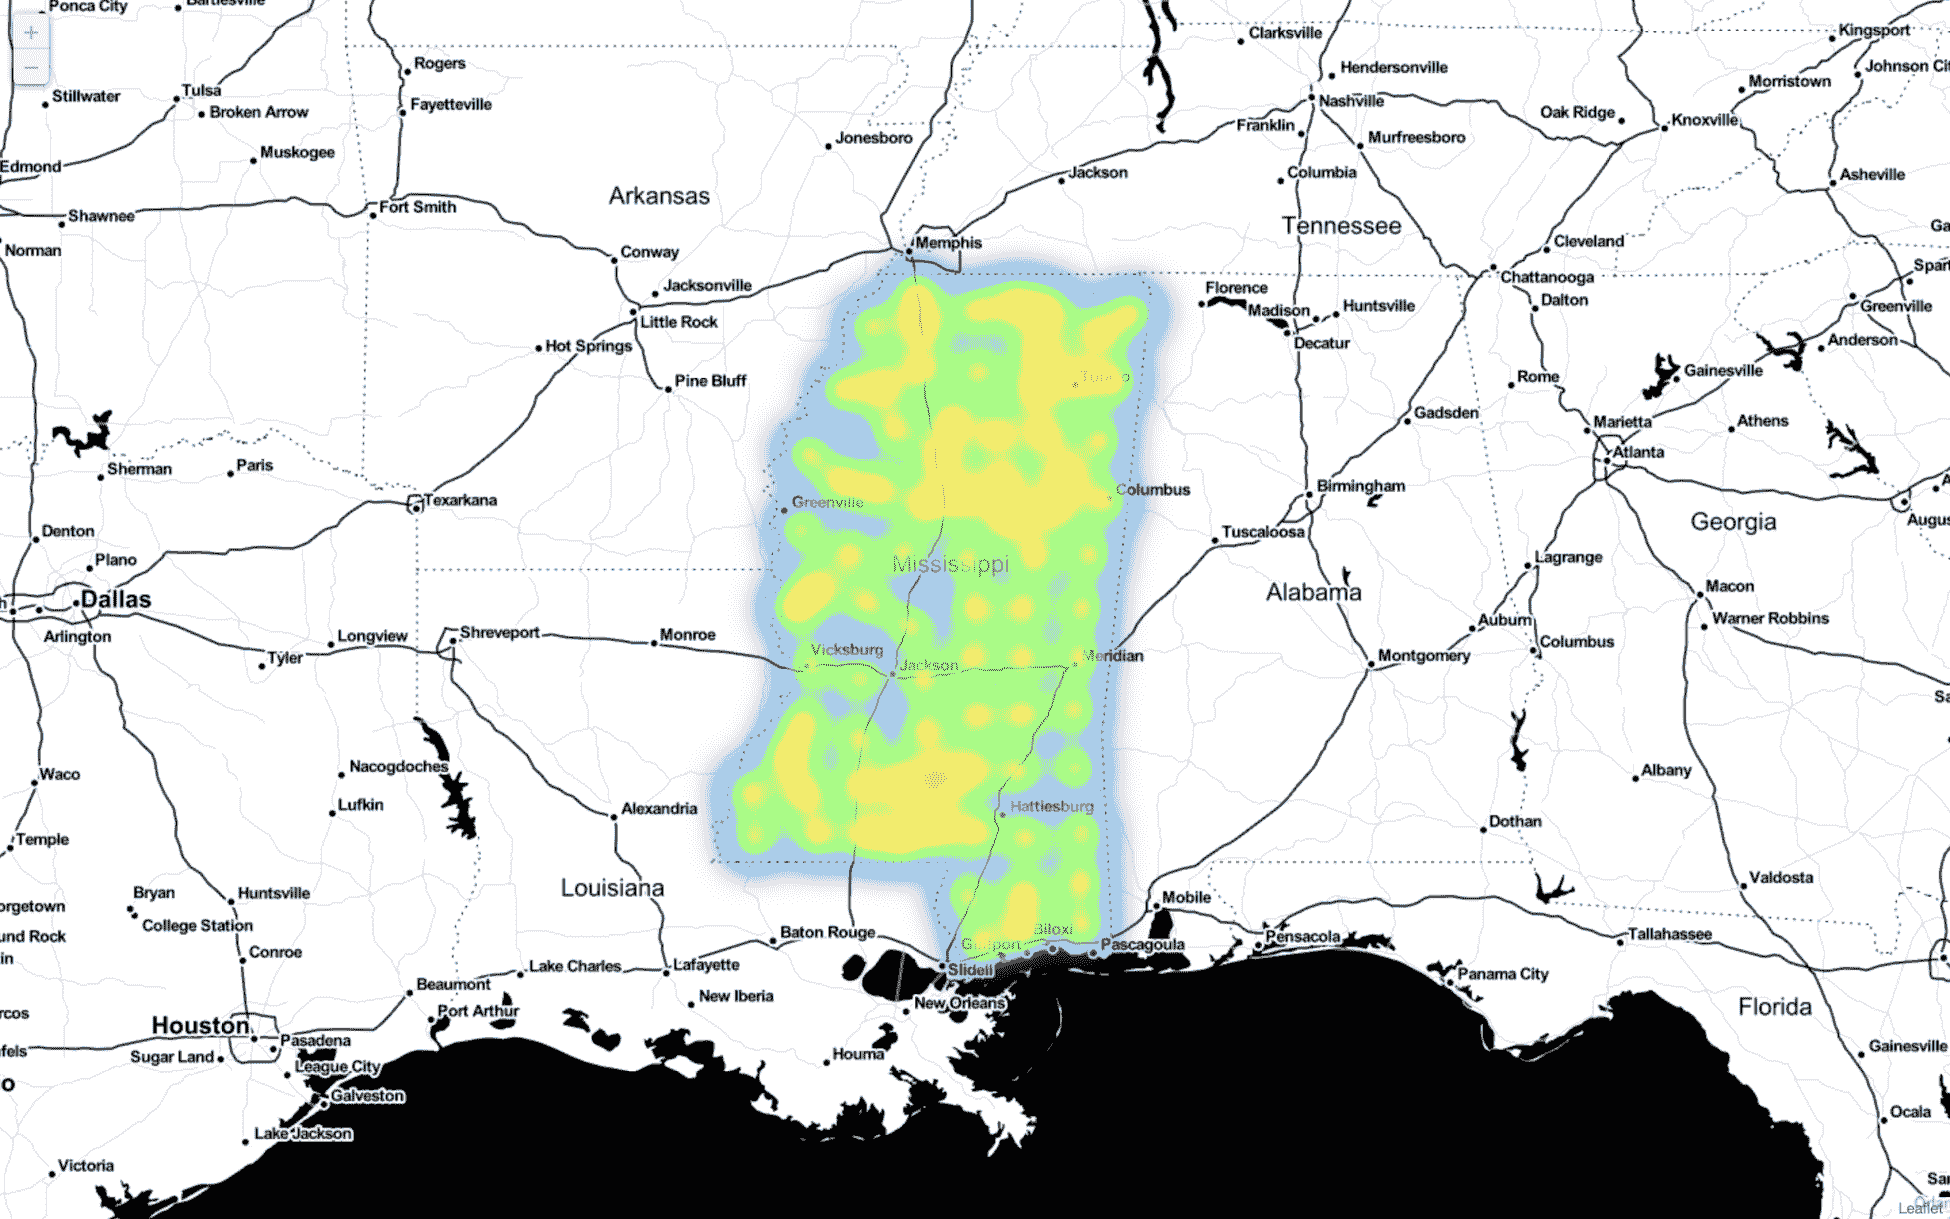 Ponca City
Bartlesville
Clarksville
Kingsport
+
−
Rogers
Hendersonville
Johnson Cit
Stillwater
Tulsa
Fayetteville
Nashville
Morristown
Broken Arrow
Oak Ridge
Knoxville
Franklin
Murfreesboro
Jonesboro
Muskogee
Edmond
Jackson
Columbia
Asheville
Arkansas
Shawnee
Fort Smith
Tennessee
Ga
Norman
Conway
Memphis
Cleveland
Spart
Chattanooga
Jacksonville
Florence
Dalton
Madison
Huntsville
Greenville
Little Rock
Decatur
Anderson
Hot Springs
Gainesville
Pine Bluff
Rome
Gadsden
Marietta
Athens
Atlanta
Sherman
Paris
Texarkana
Greenville
Columbus
Birmingham
A
Augus
Denton
Tuscaloosa
Georgia
Plano
Mississippi
Lagrange
Alabama
Macon
h
Dallas
Arlington
Longview
Shreveport
Monroe
Auburn
Warner Robbins
Columbus
Tyler
Vicksburg
Jackson
Meridian
Montgomery
Sa
Waco
Nacogdoches
Albany
Lufkin
Alexandria
Hattiesburg
Temple
Dothan
Louisiana
Valdosta
Bryan
Huntsville
Mobile
orgetown
College Station
und Rock
Baton Rouge
Biloxi
Pascagoula
Pensacola
Tallahassee
in
Conroe
Lake Charles
Lafayette
Slidell
Panama City
Beaumont
New Iberia
New Orleans
rcos
Port Arthur
Florida
Houston
Pasadena
fels
Sugar Land
Houma
Gainesville
League City
o
Galveston
Ocala
Lake Jackson
Victoria
San
Leaflet